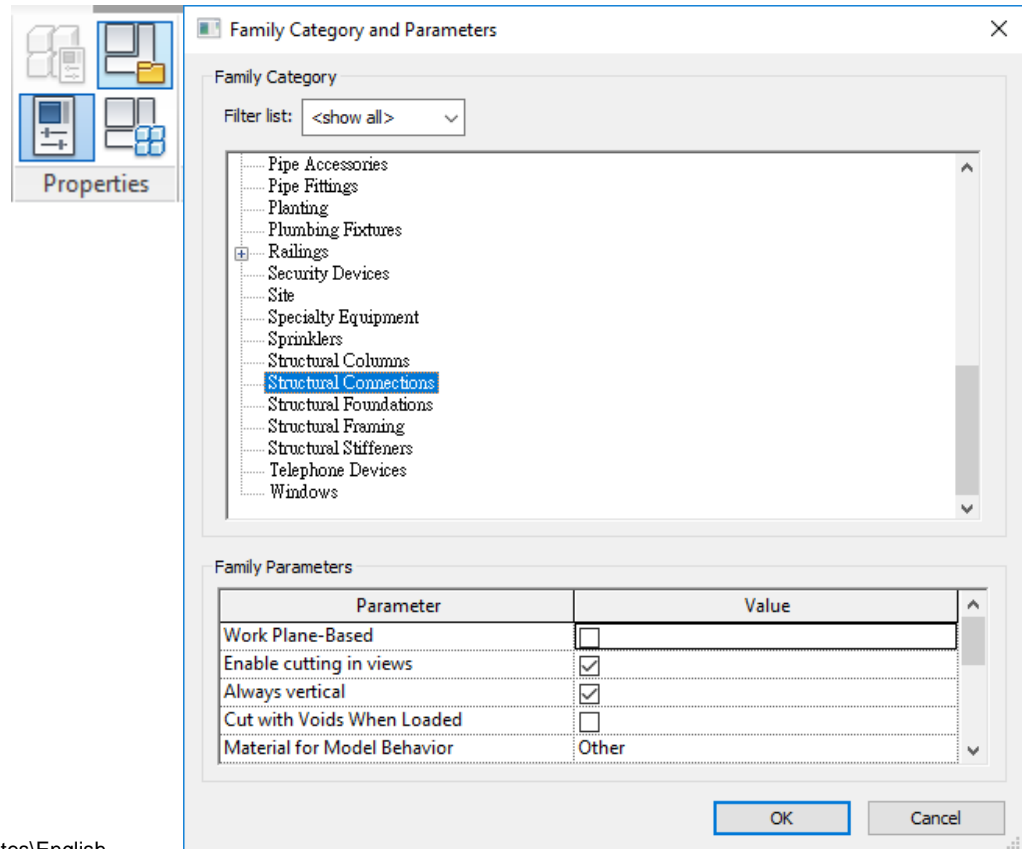 Properties
Family Category and Parameters
Family Category
Filter list: <show all>
Pipe Accessories
Pipe Fittings
Planting
Plumbing Fixtures
Railings
Security Devices
Site
Specialty Equipment
Sprinklers
Structural Columns
Structural Connections
Structural Foundations
Structural Framing
Structural Stiffeners
Telephone Devices
Windows
Family Parameters
Parameter Value
Work Plane-Based
Enable cutting in views
Always vertical
Cut with Voids When Loaded
Material for Model Behavior Other
OK Cancel